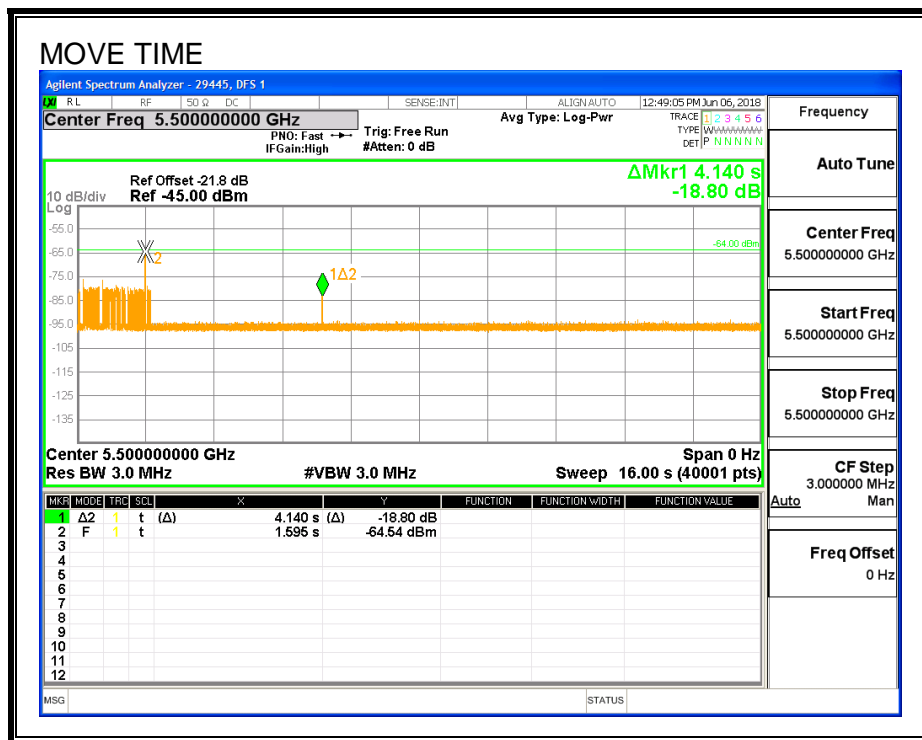 MOVE TIME
Agilent Spectrum Analyzer - 29445, DFS 1
LXI RL RF 50 Ω DC SENSE:INT ALIGN AUTO 12:49:05 PM Jun 06, 2018
Center Freq 5.500000000 GHz Avg Type: Log-Pwr TRACE 1 2 3 4 5 6
PNO: Fast Trig: Free Run TYPE WWWWWW
IFGain:High #Atten: 0 dB DET P N N N N N
Frequency
Auto Tune
ΔMkr1 4.140 s
Ref Offset -21.8 dB
10 dB/div Ref -45.00 dBm -18.80 dB
Log
-55.0
-64.00 dBm
-65.0
2
-75.0
1Δ2
-85.0
-95.0
-105
-115
-125
-135
Center 5.500000000 GHz Span 0 Hz
Res BW 3.0 MHz #VBW 3.0 MHz Sweep 16.00 s (40001 pts)
MKR MODE TRC SCL X Y FUNCTION FUNCTION WIDTH FUNCTION VALUE
1 Δ2 1 t (Δ) 4.140 s (Δ) -18.80 dB
2 F 1 t 1.595 s -64.54 dBm
3
4
5
6
7
8
9
10
11
12
Center Freq
5.500000000 GHz
Start Freq
5.500000000 GHz
Stop Freq
5.500000000 GHz
CF Step
3.000000 MHz
Auto Man
Freq Offset
0 Hz
MSG STATUS